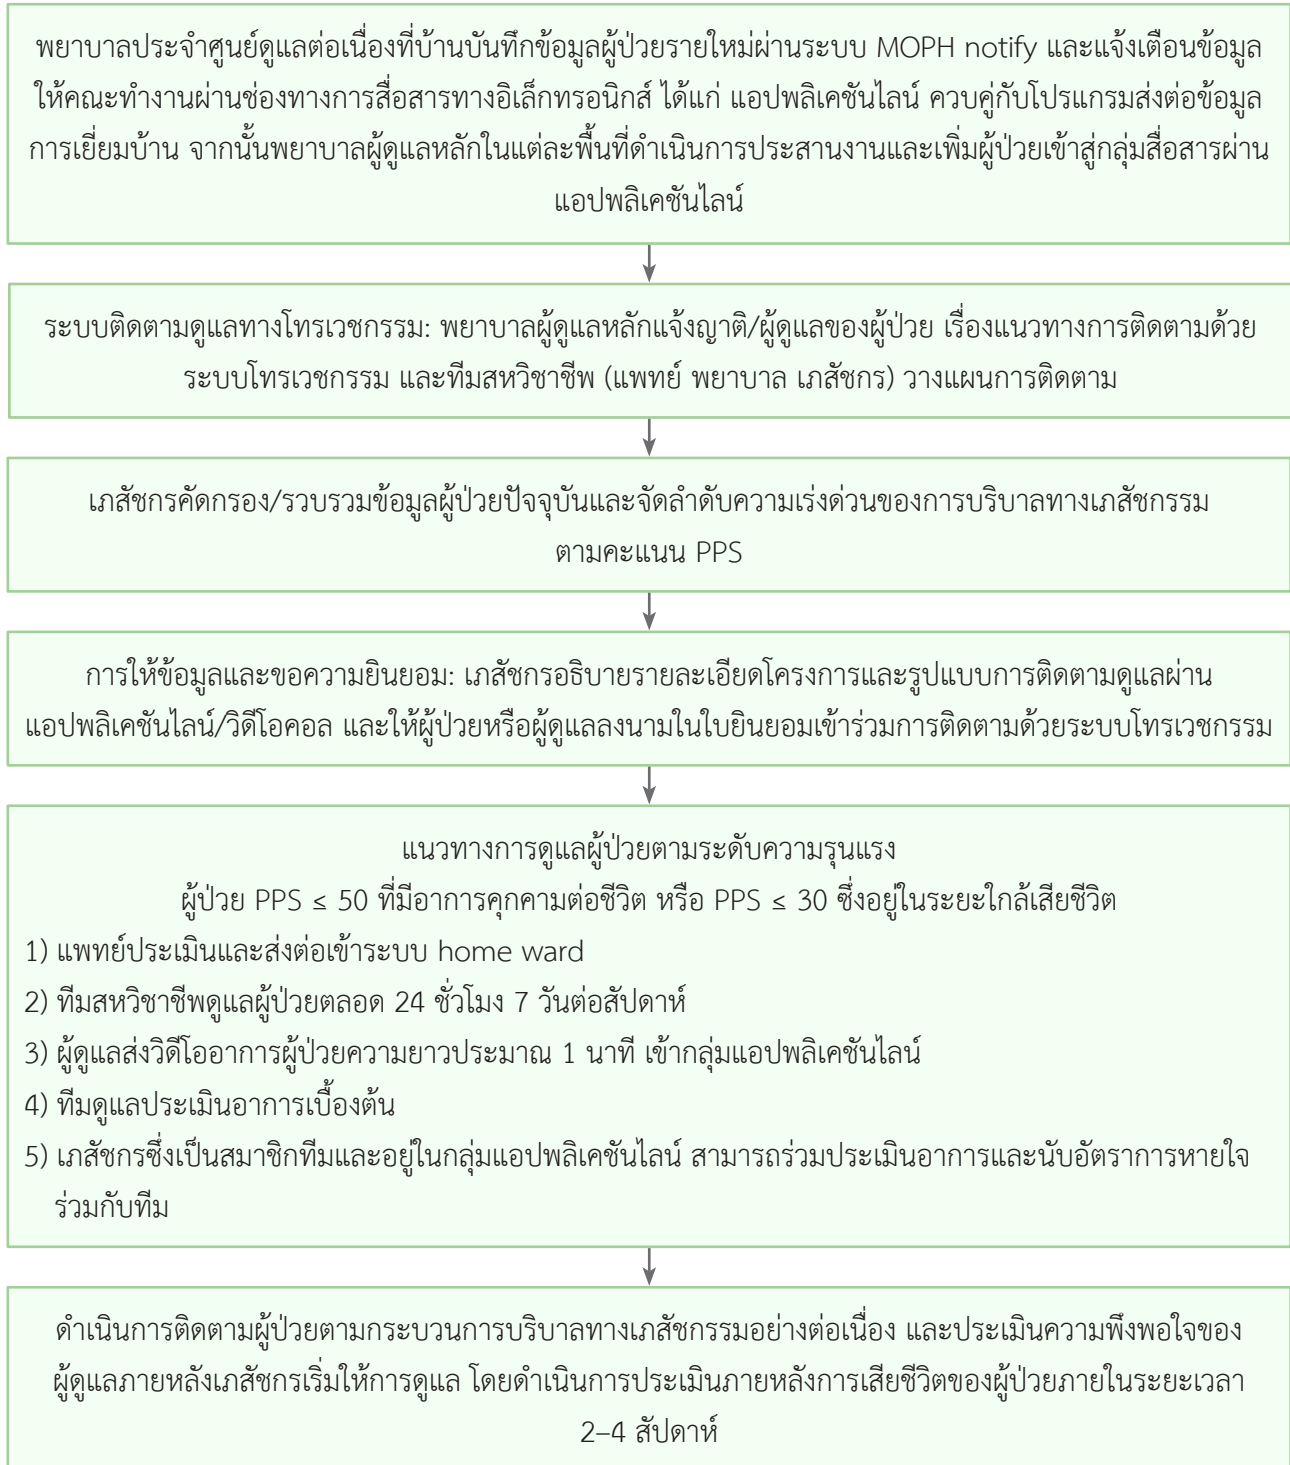 พยาบาลประจำศูนย์ดูแลต่อเนื่องที่บ้านบันทึกข้อมูลผู้ป่วยรายใหม่ผ่านระบบ MOPH notify และแจ้งเตือนข้อมูล
ให้คณะทำงานผ่านช่องทางการสื่อสารทางอิเล็กทรอนิกส์ ได้แก่ แอปพลิเคชันไลน์ ควบคู่กับโปรแกรมส่งต่อข้อมูล
การเยี่ยมบ้าน จากนั้นพยาบาลผู้ดูแลหลักในแต่ละพื้นที่ดำเนินการประสานงานและเพิ่มผู้ป่วยเข้าสู่กลุ่มสื่อสารผ่าน
แอปพลิเคชันไลน์
ระบบติดตามดูแลทางโทรเวชกรรม: พยาบาลผู้ดูแลหลักแจ้งญาติ/ผู้ดูแลของผู้ป่วย เรื่องแนวทางการติดตามด้วย
ระบบโทรเวชกรรม และทีมสหวิชาชีพ (แพทย์ พยาบาล เภสัชกร) วางแผนการติดตาม
เภสัชกรคัดกรอง/รวบรวมข้อมูลผู้ป่วยปัจจุบันและจัดลำดับความเร่งด่วนของการบริบาลทางเภสัชกรรม
ตามคะแนน PPS
การให้ข้อมูลและขอความยินยอม: เภสัชกรอธิบายรายละเอียดโครงการและรูปแบบการติดตามดูแลผ่าน
แอปพลิเคชันไลน์/วิดีโอคอล และให้ผู้ป่วยหรือผู้ดูแลลงนามในใบยินยอมเข้าร่วมการติดตามด้วยระบบโทรเวชกรรม
แนวทางการดูแลผู้ป่วยตามระดับความรุนแรง
ผู้ป่วย PPS ≤ 50 ที่มีอาการคุกคามต่อชีวิต หรือ PPS ≤ 30 ซึ่งอยู่ในระยะใกล้เสียชีวิต
1) แพทย์ประเมินและส่งต่อเข้าระบบ home ward
2) ทีมสหวิชาชีพดูแลผู้ป่วยตลอด 24 ชั่วโมง 7 วันต่อสัปดาห์
3) ผู้ดูแลส่งวิดีโออาการผู้ป่วยความยาวประมาณ 1 นาที เข้ากลุ่มแอปพลิเคชันไลน์
4) ทีมดูแลประเมินอาการเบื้องต้น
5) เภสัชกรซึ่งเป็นสมาชิกทีมและอยู่ในกลุ่มแอปพลิเคชันไลน์ สามารถร่วมประเมินอาการและนับอัตราการหายใจ
ร่วมกับทีม
ดำเนินการติดตามผู้ป่วยตามกระบวนการบริบาลทางเภสัชกรรมอย่างต่อเนื่อง และประเมินความพึงพอใจของ
ผู้ดูแลภายหลังเภสัชกรเริ่มให้การดูแล โดยดำเนินการประเมินภายหลังการเสียชีวิตของผู้ป่วยภายในระยะเวลา
2–4 สัปดาห์